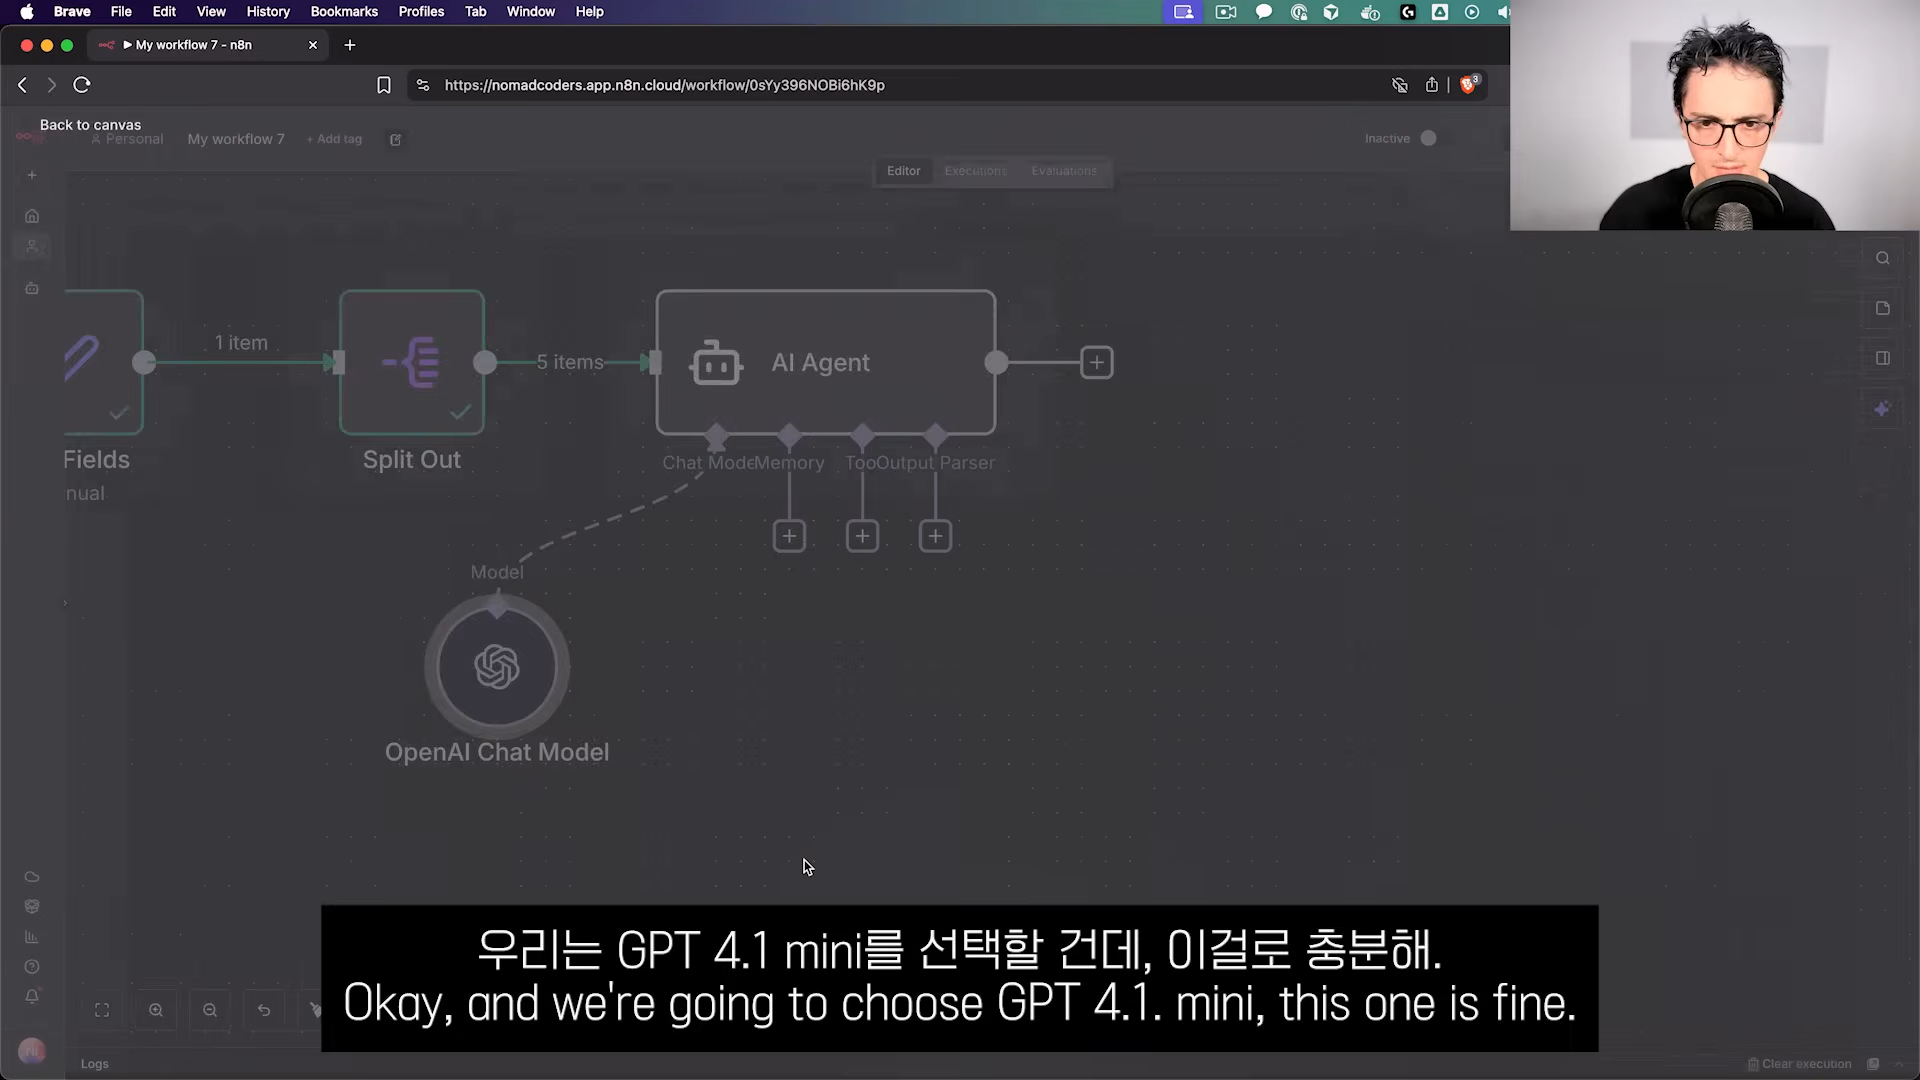 Brave File Edit View History Bookmarks Profiles Tab Window Help
My workflow 7 - n8n
https://nomadcoders.app.n8n.cloud/workflow/0sYy396NOBi6hK9p
3
Back to canvas
Personal My workflow 7 + Add tag
Inactive
Editor Executions Evaluations
1 item
5 items
AI Agent
Fields
nual
Split Out
Chat Mode
Memory
Too
Output Parser
Model
OpenAI Chat Model
우리는 GPT 4.1 mini를 선택할 건데, 이걸로 충분해.
Okay, and we're going to choose GPT 4.1. mini, this one is fine.
Logs
Clear execution